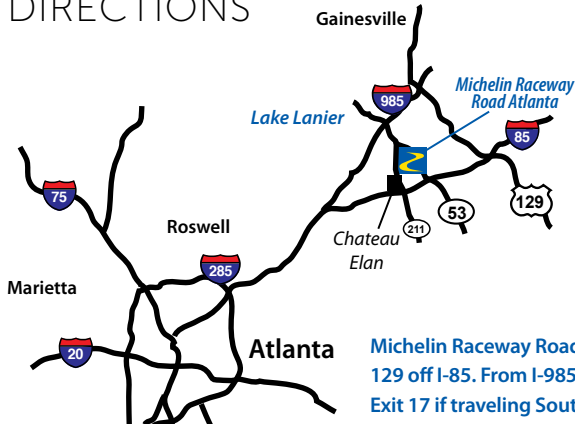 DIRECTIONS
Gainesville
985
Michelin Raceway
Road Atlanta
Lake Lanier
85
75
129
53
211
Roswell
Chateau
Elan
285
Marietta
20
Atlanta
Michelin Raceway Road
129 off I-85. From I-985
Exit 17 if traveling Sout